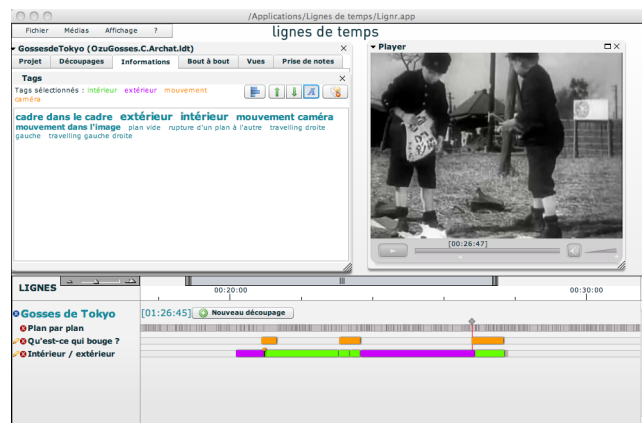 /Applications/Lignes de temps/Lignr.app
Fichier Médias Affichage ? lignes de temps
GossesdeTokyo (OzuGosses.C.Archat.ldt)
Projet Découpages Informations Bout à bout Vues Prise de notes
Tags
Tags sélectionnés : intérieur extérieur mouvement
caméra
cadre dans le cadre extérieur intérieur mouvement caméra
mouvement dans l'image plan vide rupture d'un plan à l'autre travelling droite
gauche travelling gauche droite
Player
[00:26:47]
LIGNES
00:20:00 00:30:00
Gosses de Tokyo [01:26:45] Nouveau découpage
Plan par plan
Qu'est-ce qui bouge ?
Intérieur / extérieur